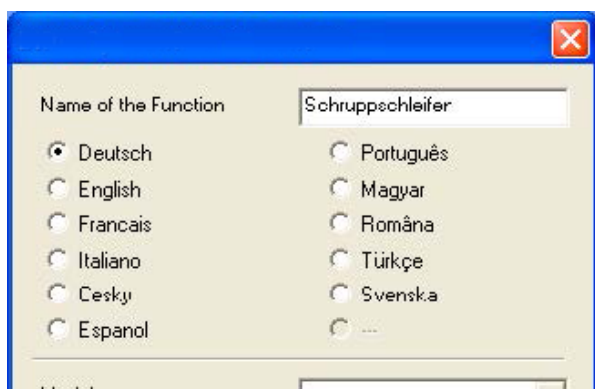 Name of the Function Schruppschleifer
Deutsch Português
English Magyar
Francais Româna
Italiano Türkçe
Cesky Svenska
Espanol ---